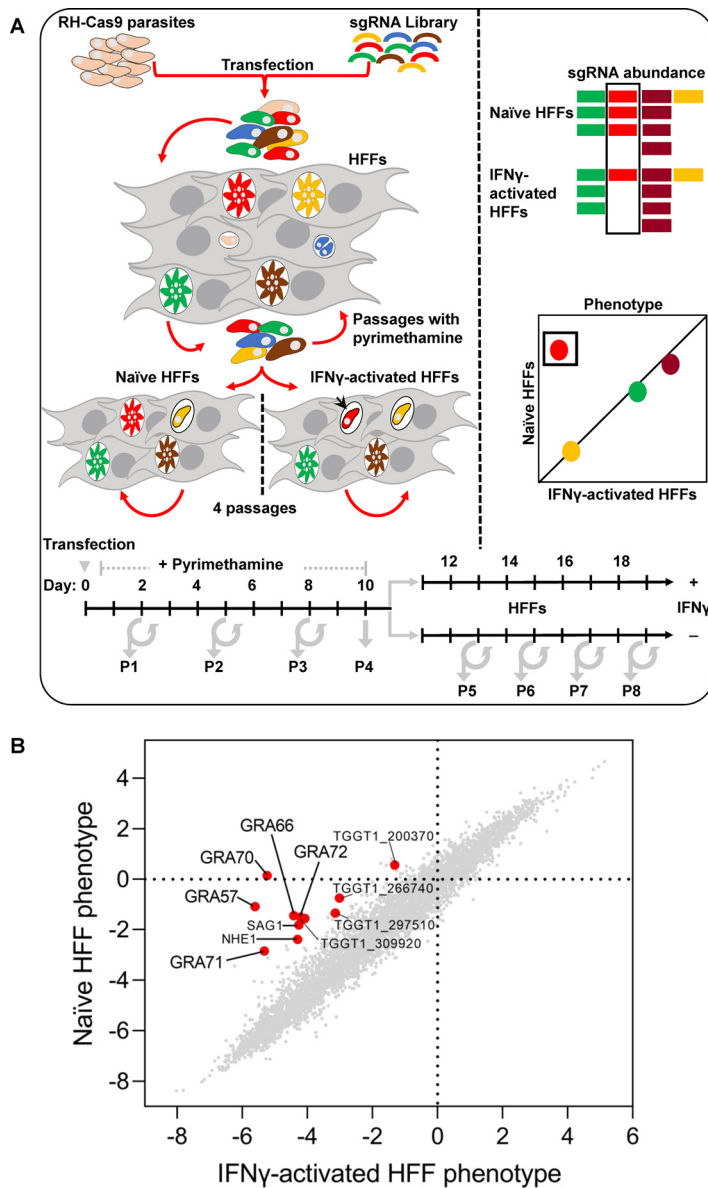 A
RH-Cas9 parasites
sgRNA Library
Transfection
HFFs
Passages with
pyrimethamine
Naïve HFFs
IFNγ-activated HFFs
4 passages
sgRNA abundance
Naïve HFFs
IFNγ-
activated
HFFs
Phenotype
Naïve HFFs
IFNγ-activated HFFs
Transfection
+ Pyrimethamine
Day: 0 2 4 6 8 10
12 14 16 18
+
HFFs
IFNγ
–
P1 P2 P3 P4
P5 P6 P7 P8
B
Naïve HFF phenotype
4
2
0
-2
-4
-6
-8
GRA66
GRA72
TGGT1_200370
GRA70
TGGT1_266740
GRA57
SAG1
TGGT1_297510
NHE1
TGGT1_309920
GRA71
-8 -6 -4 -2 0 2 4 6
IFNγ-activated HFF phenotype